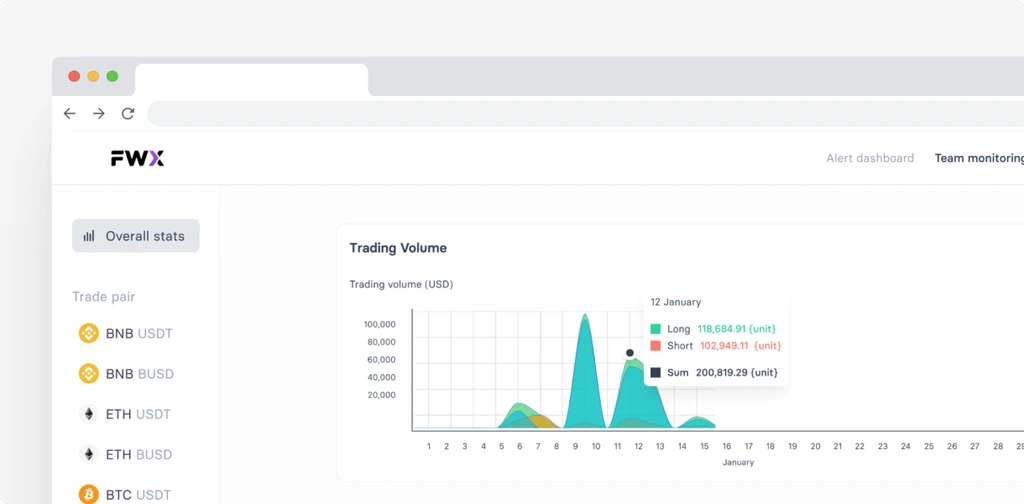 FWX
Alert dashboard Team monitoring
Overall stats
Trade pair
BNB USDT
BNB BUSD
ETH USDT
ETH BUSD
BTC USDT
Trading Volume
Trading volume (USD)
100,000
80,000
60,000
40,000
20,000
12 January
Long 118,684.91 {unit}
Short 102,949.11 {unit}
Sum 200,819.29 {unit}
1 2 3 4 5 6 7 8 9 10 11 12 13 14 15 16 17 18 19 20 21 22 23 24 25 26 27 28 29
January